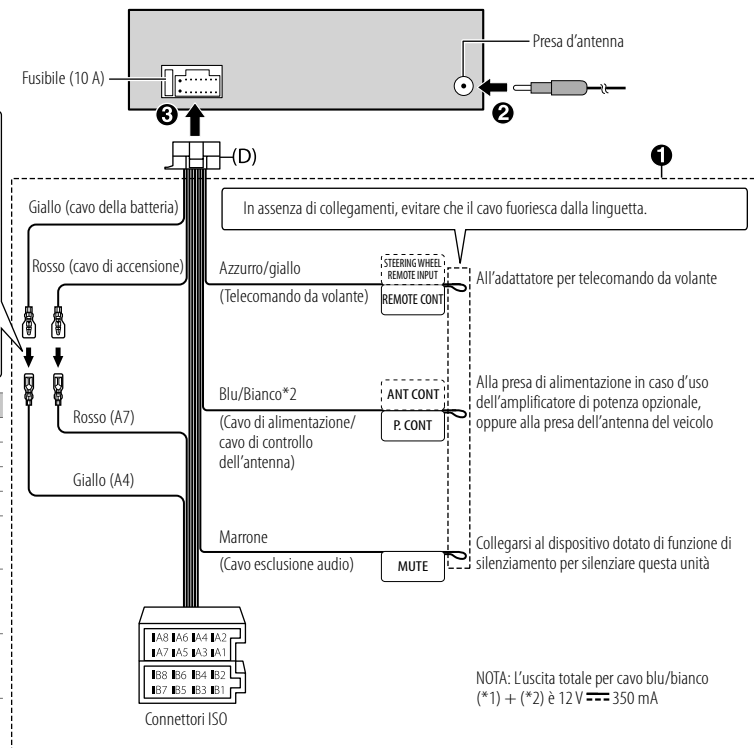 Presa d'antenna
Fusibile (10 A)
❸
❷
(D)
❶
Giallo (cavo della batteria)
In assenza di collegamenti, evitare che il cavo fuoriesca dalla linguetta.
Rosso (cavo di accensione)
Azzurro/giallo
(Telecomando da volante)
STEERING WHEEL
REMOTE INPUT
REMOTE CONT
All'adattatore per telecomando da volante
Blu/Bianco*2
(Cavo di alimentazione/
cavo di controllo
dell'antenna)
ANT CONT
P. CONT
Alla presa di alimentazione in caso d'uso
dell'amplificatore di potenza opzionale,
oppure alla presa dell'antenna del veicolo
Rosso (A7)
Giallo (A4)
Marrone
(Cavo esclusione audio)
MUTE
Collegarsi al dispositivo dotato di funzione di
silenziamento per silenziare questa unità
A8 A6 A4 A2
A7 A5 A3 A1
B8 B6 B4 B2
B7 B5 B3 B1
Connettori ISO
NOTA: L'uscita totale per cavo blu/bianco
(*1) + (*2) è 12 V ⎓ 350 mA